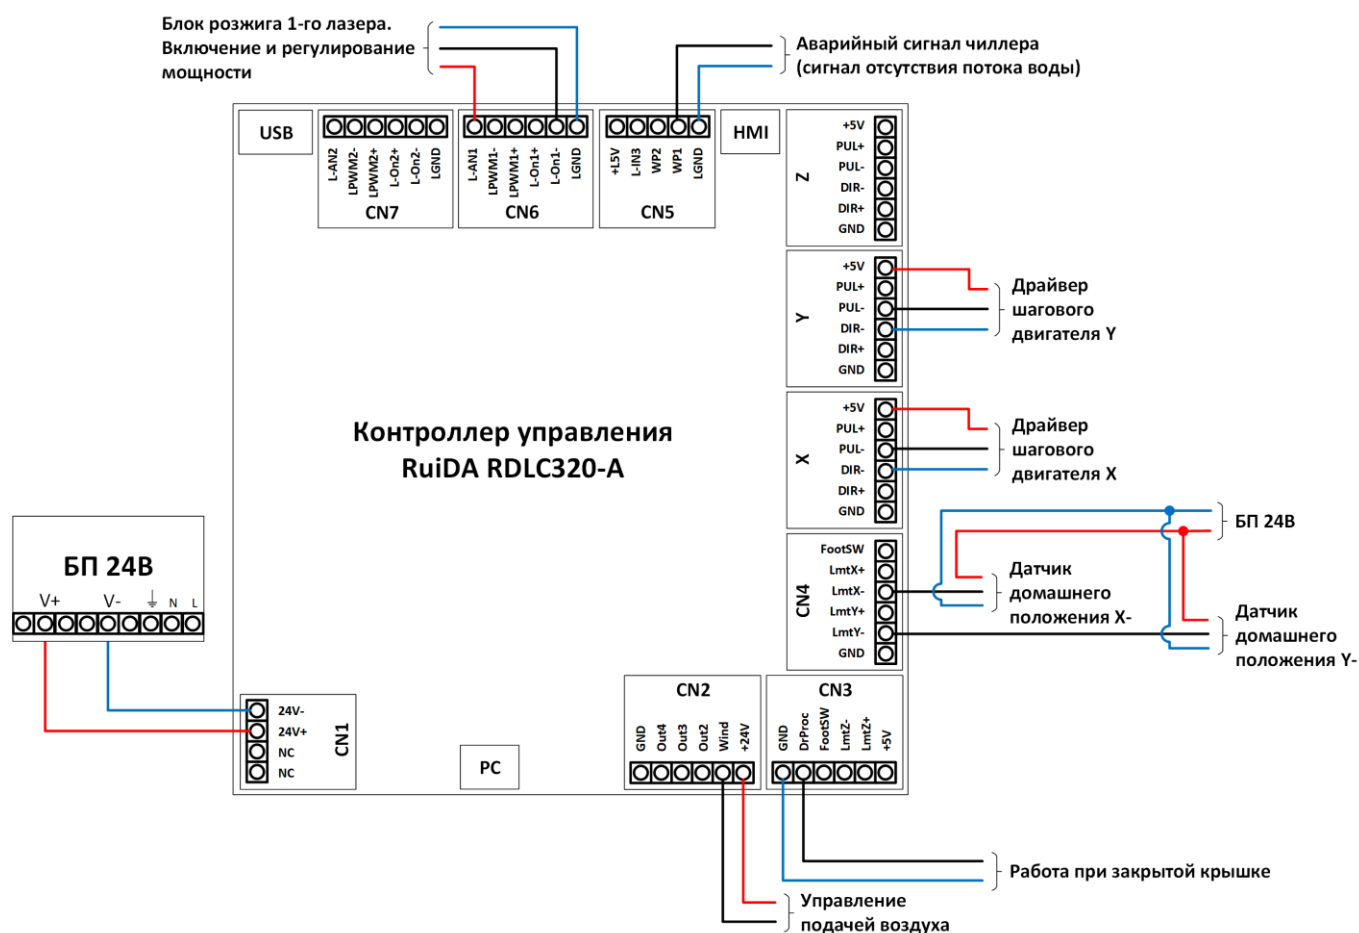 Блок розжига 1-го лазера.
Включение и регулирование
мощности
Аварийный сигнал чиллера
(сигнал отсутствия потока воды)
USB
L-AN2
LPWM2-
LPWM2+
L-On2+
L-On2-
LGND
CN7
L-AN1
LPWM1-
LPWM1+
L-On1+
L-On1-
LGND
CN6
+L5V
L-IN3
WP2
WP1
LGND
CN5
HMI
Z
+5V
PUL+
PUL-
DIR-
DIR+
GND
Y
+5V
PUL+
PUL-
DIR-
DIR+
GND
Драйвер
шагового
двигателя Y
X
+5V
PUL+
PUL-
DIR-
DIR+
GND
Драйвер
шагового
двигателя X
Контроллер управления
RuiDA RDLC320-A
БП 24В
CN4
FootSW
LmtX+
LmtX-
LmtY+
LmtY-
GND
Датчик
домашнего
положения X-
Датчик
домашнего
положения Y-
БП 24В
V+ V- N L
24V-
24V+
NC
NC
CN1
PC
CN2
GND
Out4
Out3
Out2
Wind
+24V
CN3
GND
DrProc
FootSW
LmtZ-
LmtZ+
+5V
Работа при закрытой крышке
Управление
подачей воздуха